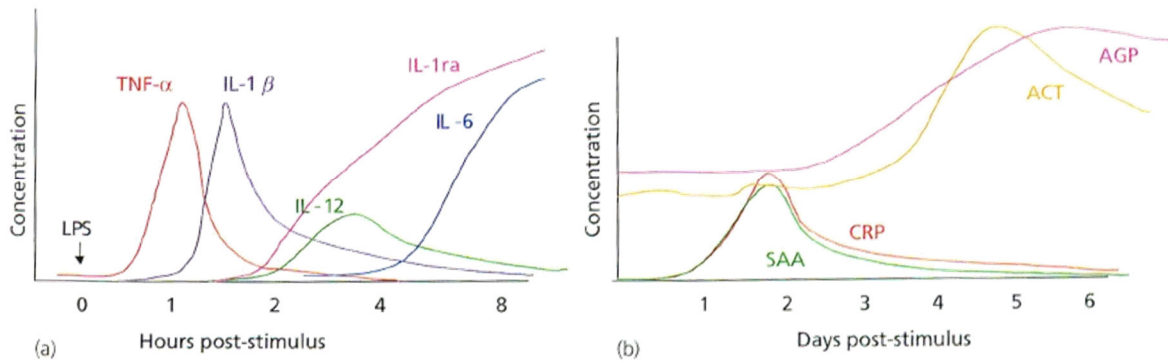 Concentration
LPS
TNF-α
IL-1 β
IL-1ra
IL-6
IL-12
0 1 2 4 8
Hours post-stimulus
(a)
Concentration
AGP
ACT
CRP
SAA
1 2 3 4 5 6
Days post-stimulus
(b)